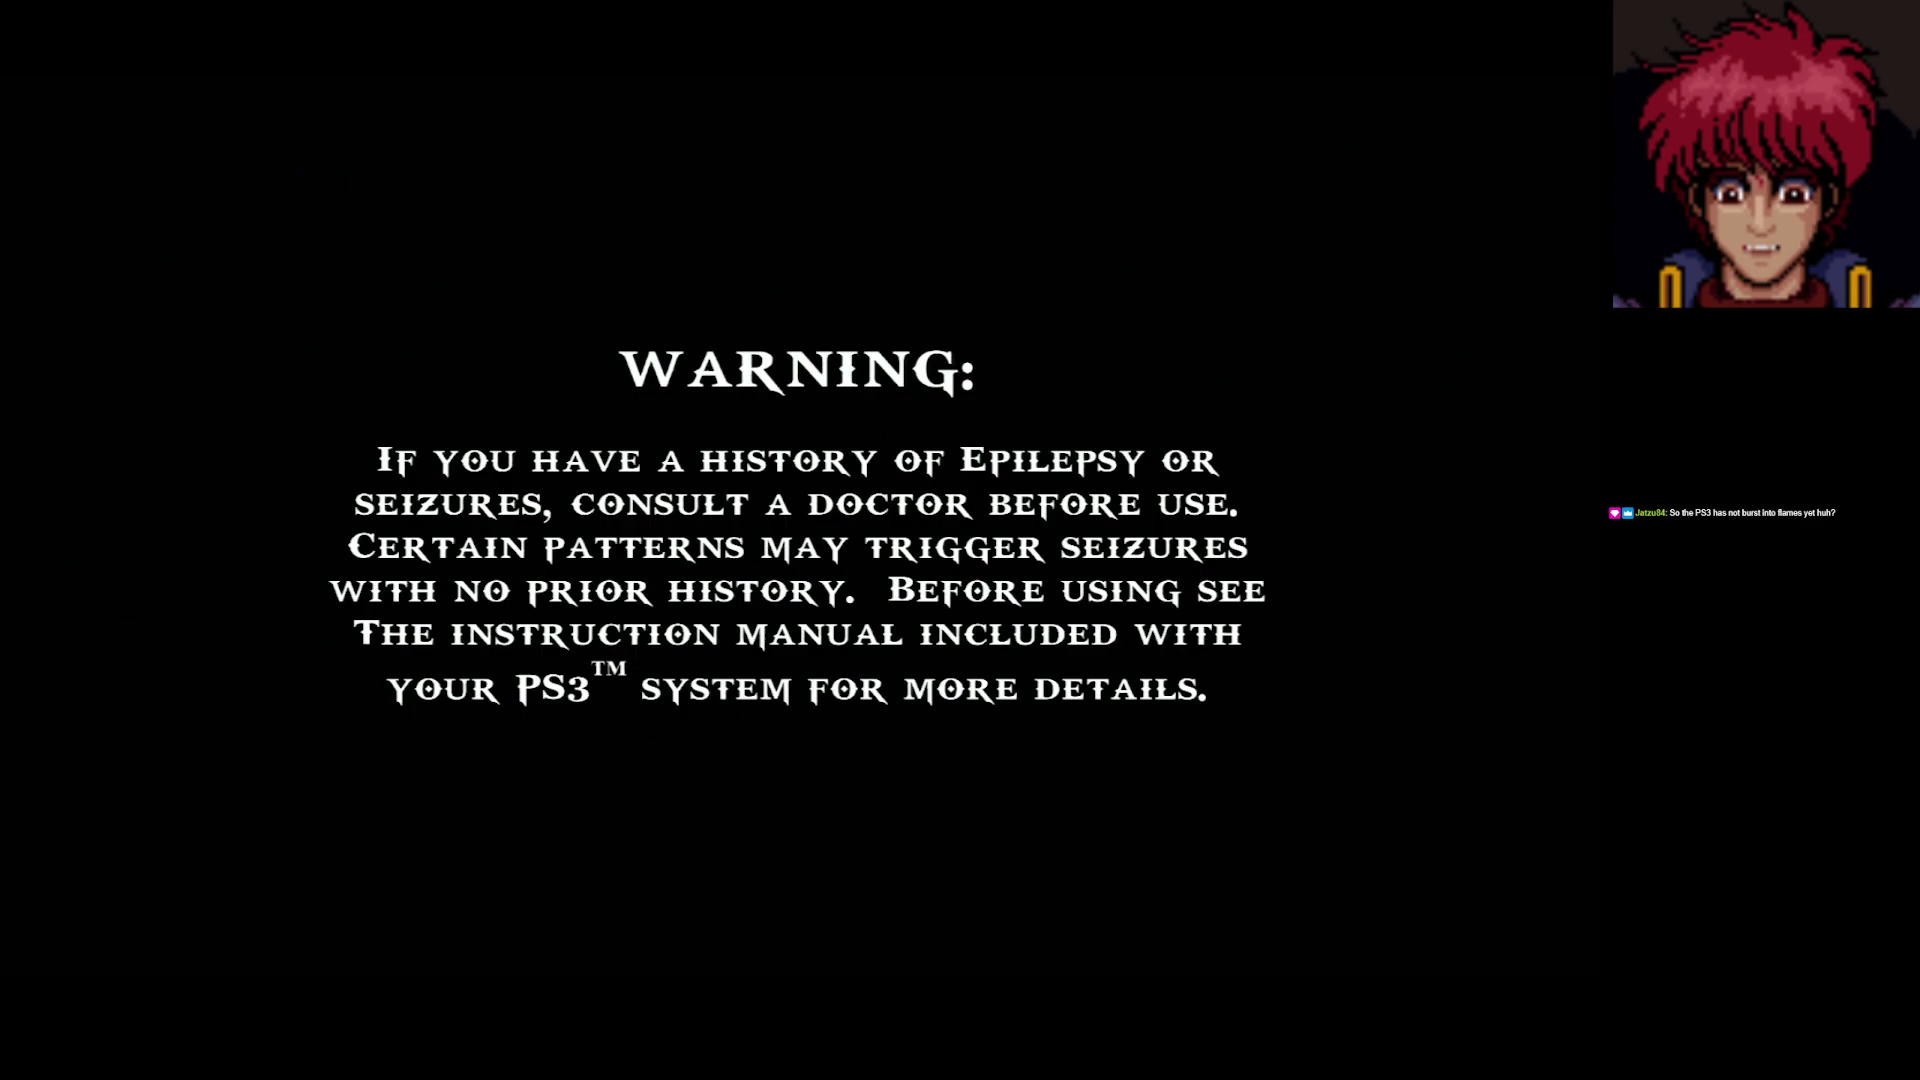 WARNING:
IF YOU HAVE A HISTORY OF EPILEPSY OR
SEIZURES, CONSULT A DOCTOR BEFORE USE.
CERTAIN PATTERNS MAY TRIGGER SEIZURES
WITH NO PRIOR HISTORY. BEFORE USING SEE
THE INSTRUCTION MANUAL INCLUDED WITH
YOUR PS3™ SYSTEM FOR MORE DETAILS.
Jatzu84: So the PS3 has not burst into flames yet huh?